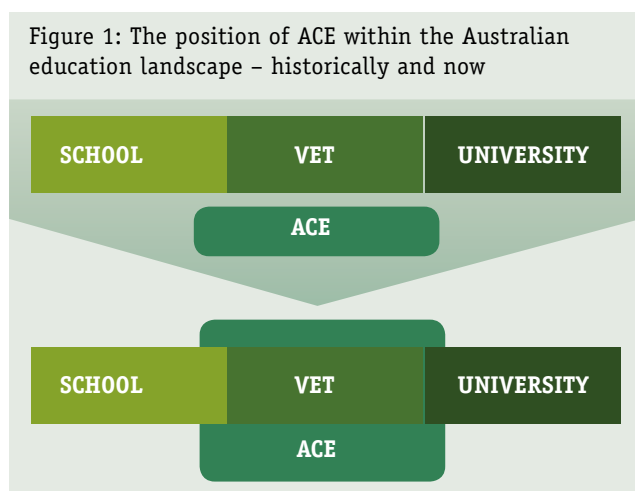 Figure 1: The position of ACE within the Australian
education landscape – historically and now
SCHOOL VET UNIVERSITY
ACE
SCHOOL VET UNIVERSITY
ACE